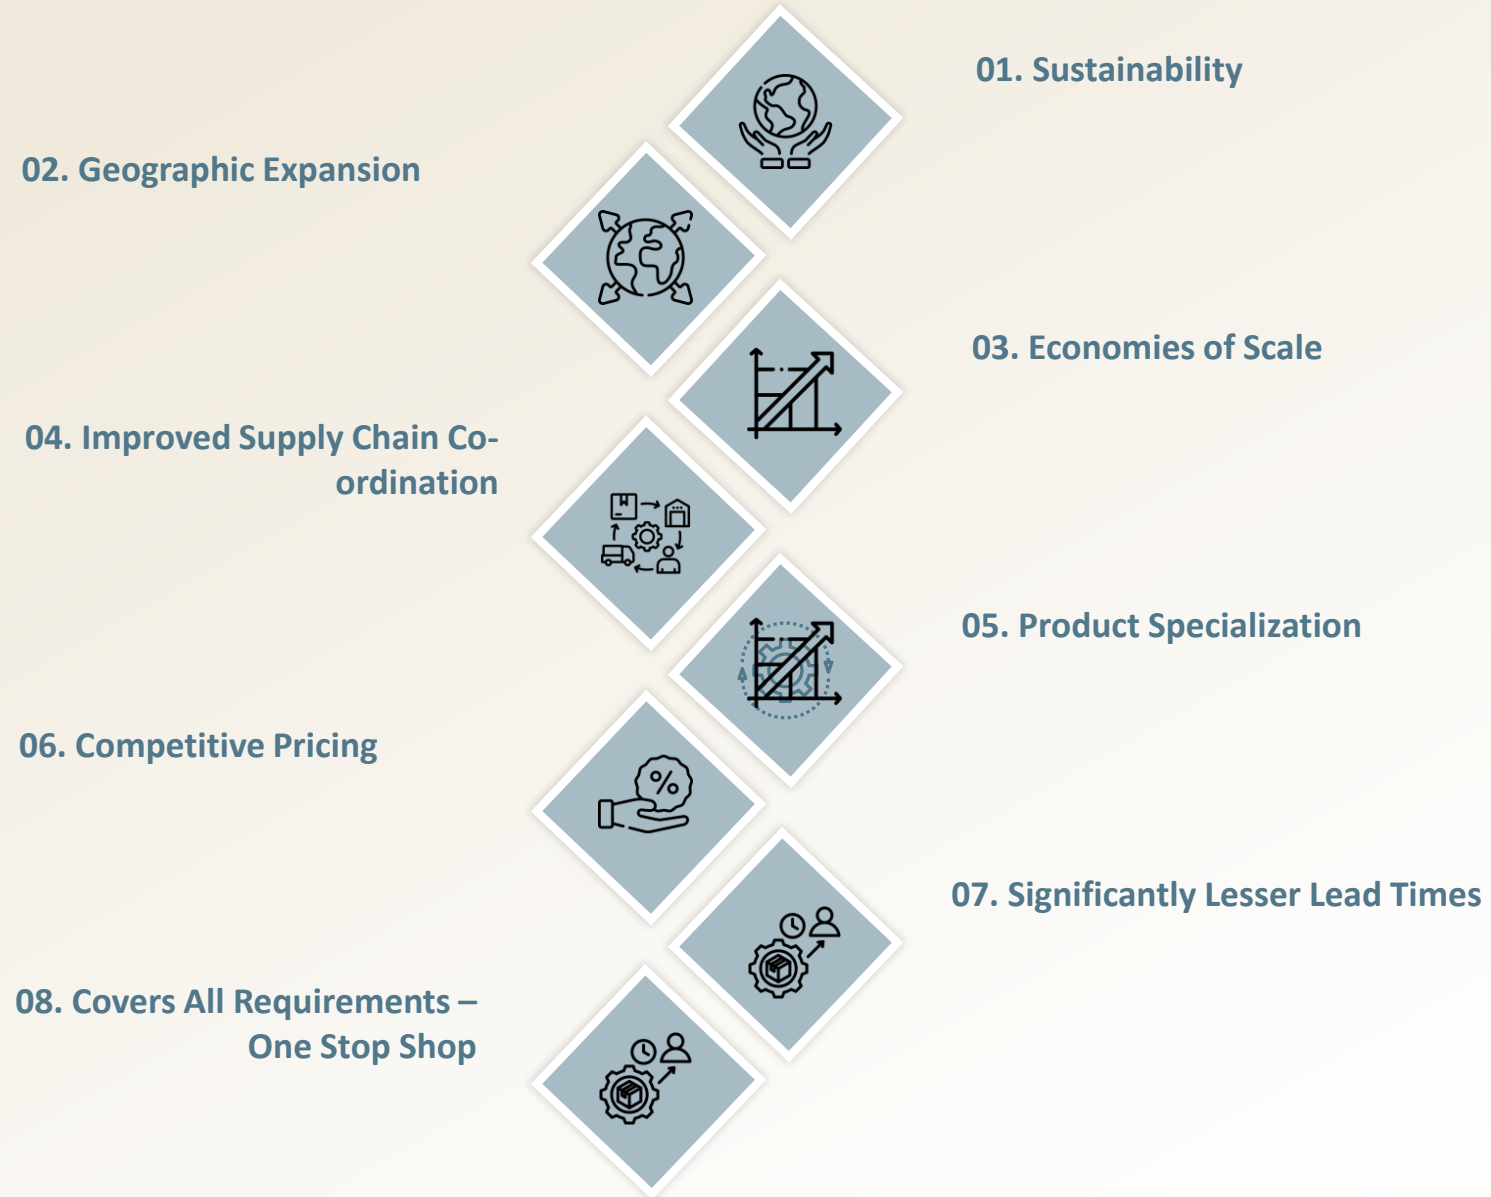 01. Sustainability
02. Geographic Expansion
03. Economies of Scale
04. Improved Supply Chain Co-
ordination
05. Product Specialization
06. Competitive Pricing
07. Significantly Lesser Lead Times
08. Covers All Requirements –
One Stop Shop